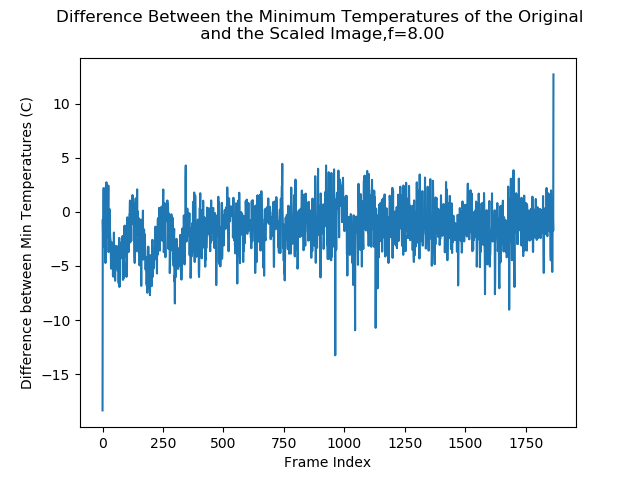 Difference Between the Minimum Temperatures of the Original
and the Scaled Image,f=8.00
Difference between Min Temperatures (C)
10
5
0
−5
−10
−15
0 250 500 750 1000 1250 1500 1750
Frame Index